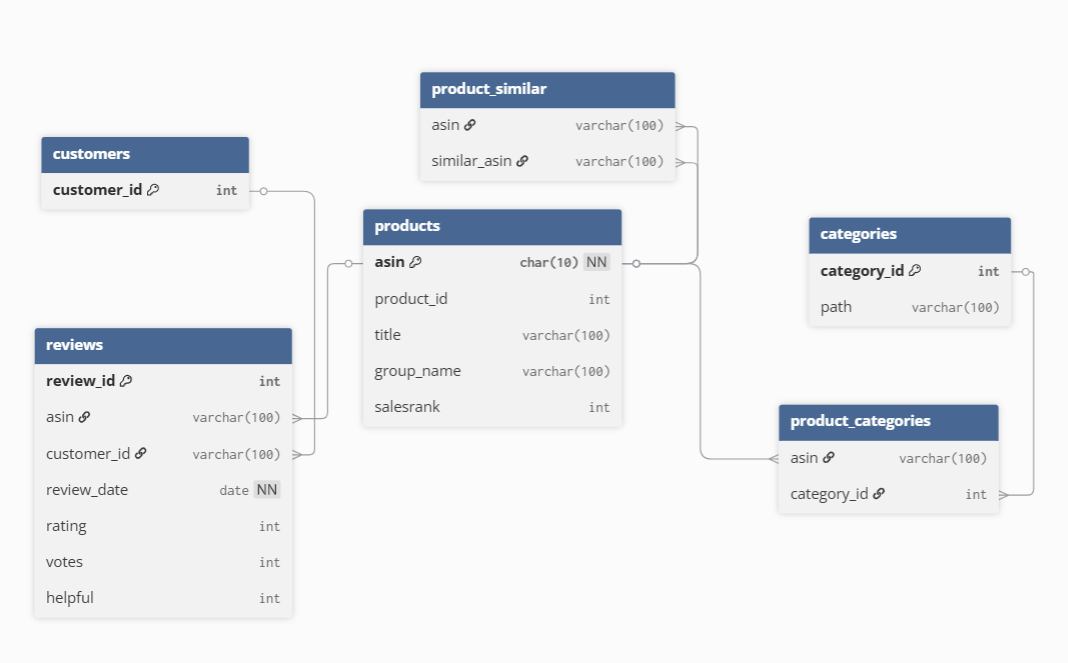 product_similar
asin varchar(100)
similar_asin varchar(100)
customers
customer_id int
products
asin char(10) NN
product_id int
title varchar(100)
group_name varchar(100)
salesrank int
categories
category_id int
path varchar(100)
reviews
review_id int
asin varchar(100)
customer_id varchar(100)
review_date date NN
rating int
votes int
helpful int
product_categories
asin varchar(100)
category_id int